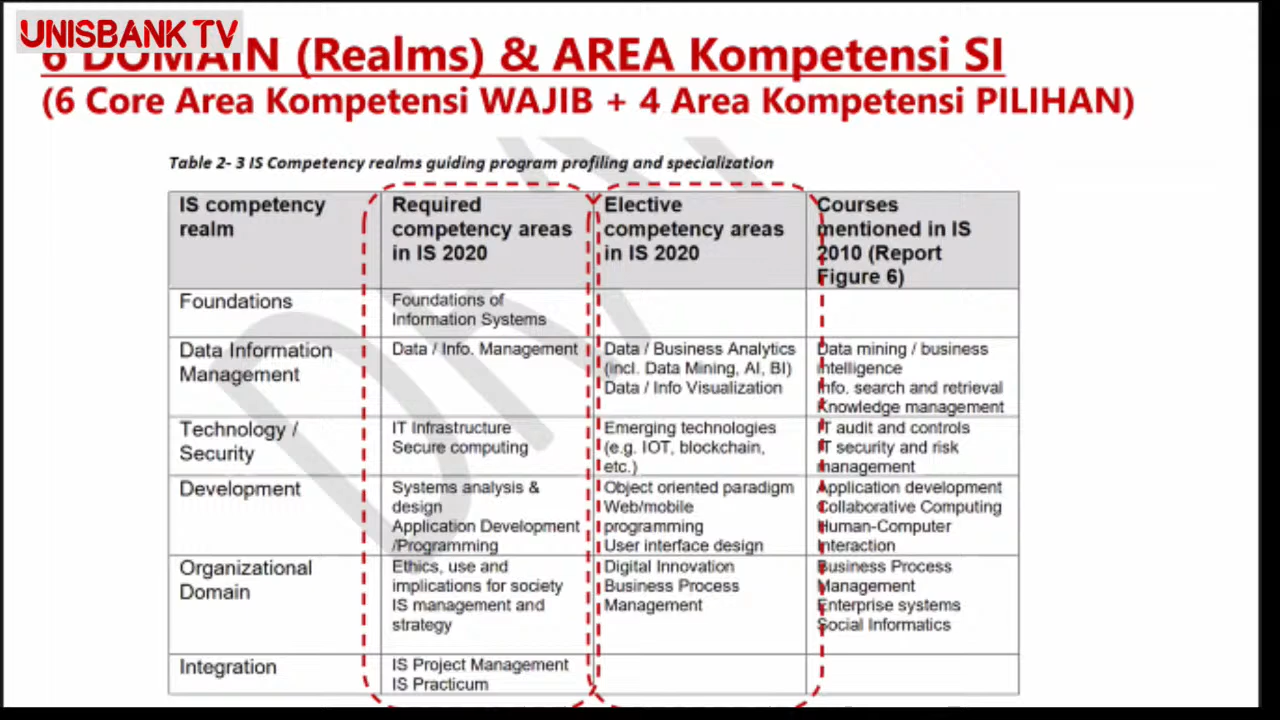 UNISBANK TV
6 DOMAIN (Realms) & AREA Kompetensi SI
(6 Core Area Kompetensi WAJIB + 4 Area Kompetensi PILIHAN)
Table 2- 3 IS Competency realms guiding program profiling and specialization
IS competency
realm
Required
competency areas
in IS 2020
Elective
competency areas
in IS 2020
Courses
mentioned in IS
2010 (Report
Figure 6)
Foundations
Foundations of
Information Systems
Data Information
Management
Data / Info. Management
Data / Business Analytics
(incl. Data Mining, AI, BI)
Data / Info Visualization
Data mining / business
intelligence
Info. search and retrieval
Knowledge management
Technology /
Security
IT Infrastructure
Secure computing
Emerging technologies
(e.g. IOT, blockchain,
etc.)
IT audit and controls
IT security and risk
management
Development
Systems analysis &
design
Application Development
/Programming
Object oriented paradigm
Web/mobile
programming
User interface design
Application development
Collaborative Computing
Human-Computer
Interaction
Organizational
Domain
Ethics, use and
implications for society
IS management and
strategy
Digital Innovation
Business Process
Management
Business Process
Management
Enterprise systems
Social Informatics
Integration
IS Project Management
IS Practicum